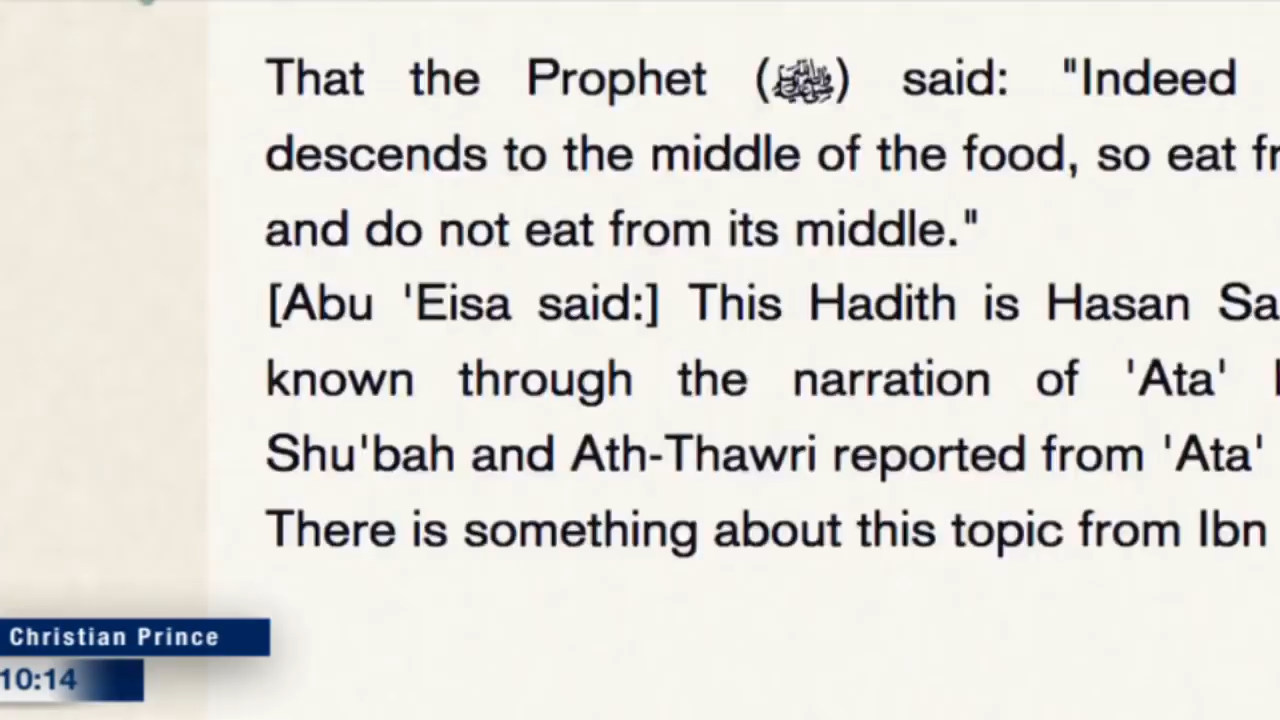 That the Prophet (ﷺ) said: "Indeed
descends to the middle of the food, so eat
and do not eat from its middle."
[Abu 'Eisa said:] This Hadith is Hasan
known through the narration of 'Ata'
Shu'bah and Ath-Thawri reported from 'Ata'
There is something about this topic from Ibn
Christian Prince
10:14